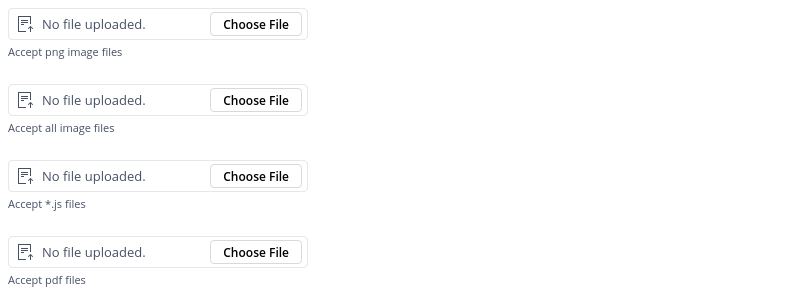 No file uploaded. Choose File
Accept png image files
No file uploaded. Choose File
Accept all image files
No file uploaded. Choose File
Accept *.js files
No file uploaded. Choose File
Accept pdf files